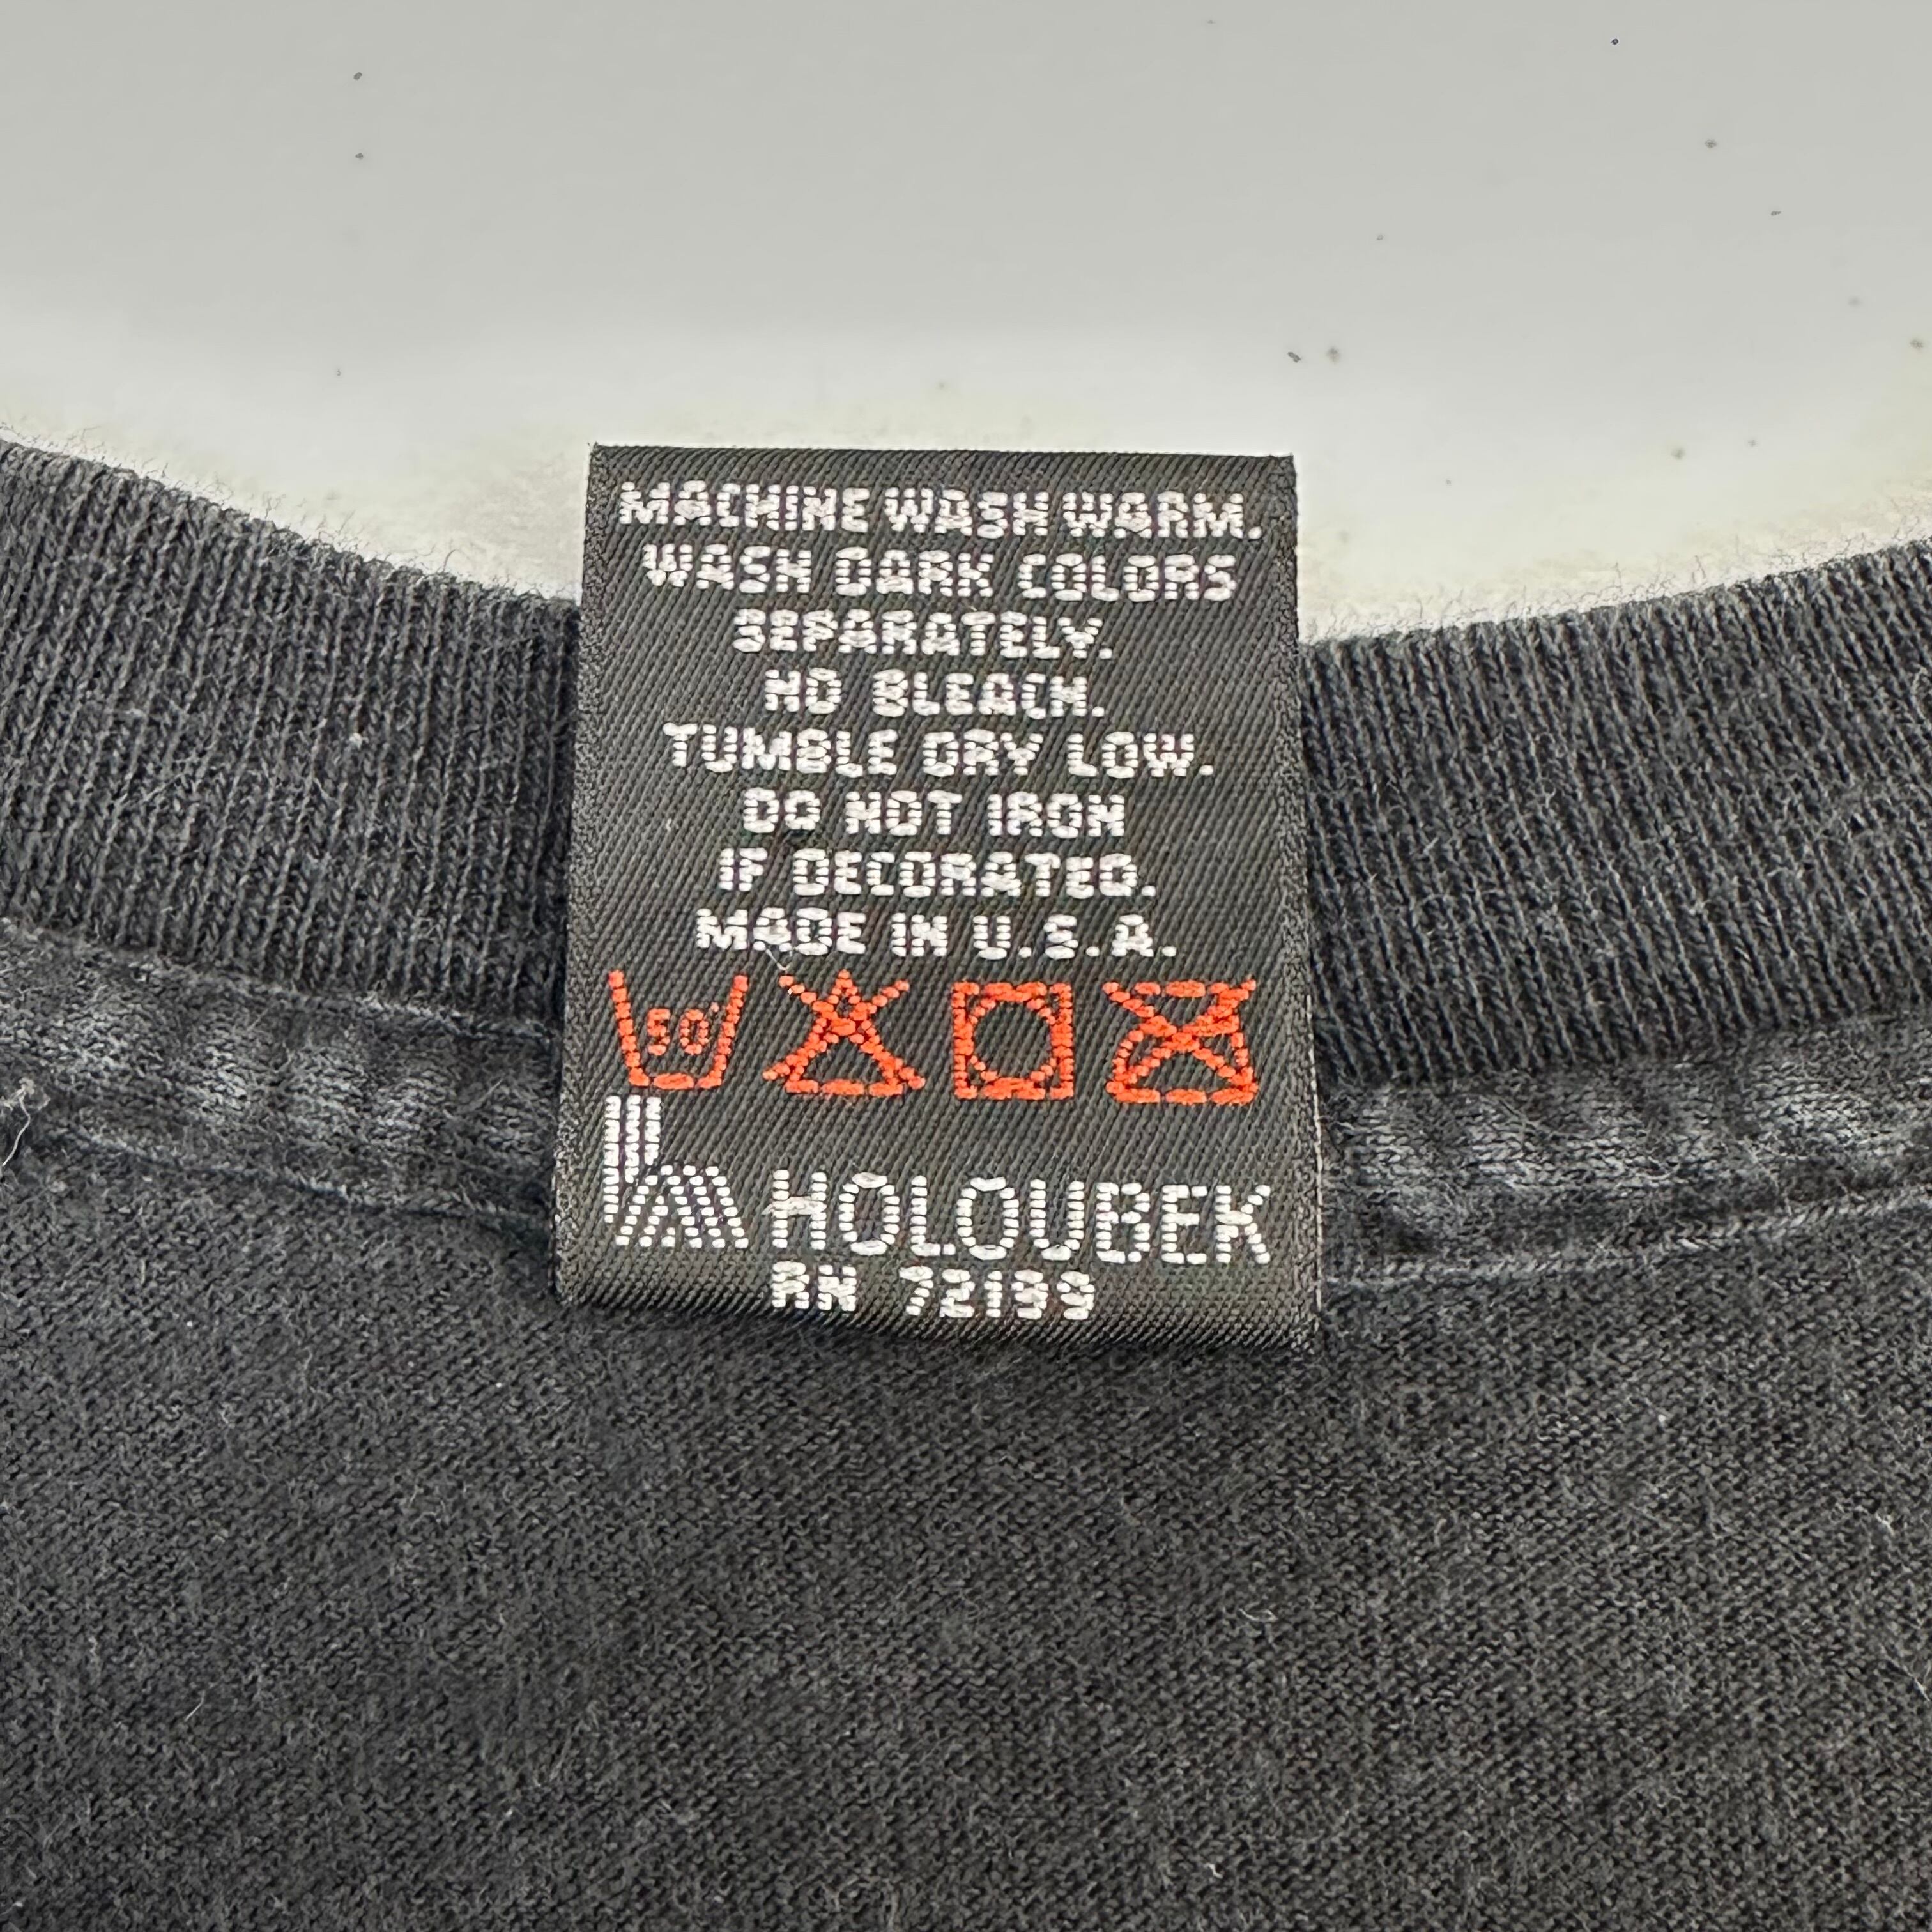 MACHINE WASH WARM.
WASH DARK COLORS
SEPARATELY.
NO BLEACH.
TUMBLE DRY LOW.
DO NOT IRON
IF DECORATED.
MADE IN U.S.A.
50°
HOLOUBEK
RN 72199